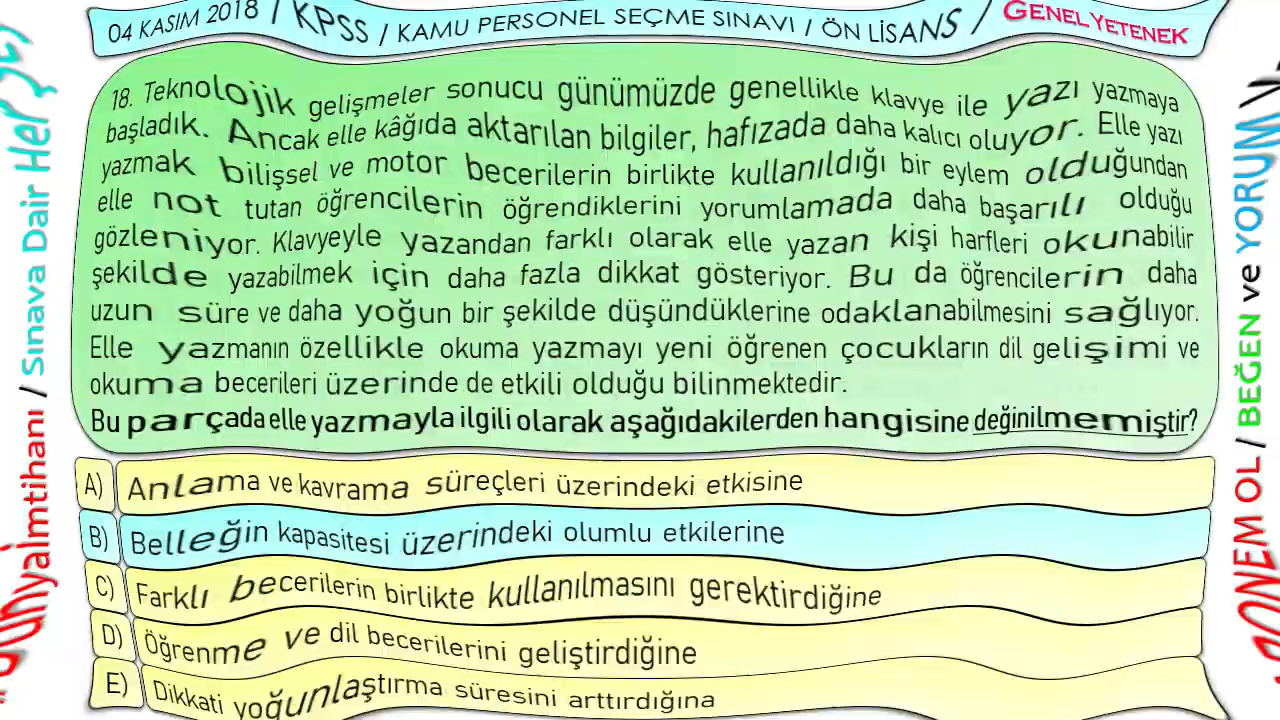 04 KASIM 2018 / KPSS / KAMU PERSONEL SEÇME SINAVI / ÖN LİSANS / GENEL YETENEK
18. Teknolojik gelişmeler sonucu günümüzde genellikle klavye ile yazı yazmaya
başladık. Ancak elle kâğıda aktarılan bilgiler, hafızada daha kalıcı oluyor. Elle yazı
yazmak bilişsel ve motor becerilerin birlikte kullanıldığı bir eylem olduğundan
elle not tutan öğrencilerin öğrendiklerini yorumlamada daha başarılı olduğu
gözleniyor. Klavyeyle yazandan farklı olarak elle yazan kişi harfleri okunabilir
şekilde yazabilmek için daha fazla dikkat gösteriyor. Bu da öğrencilerin daha
uzun süre ve daha yoğun bir şekilde düşündüklerine odaklanabilmesini sağlıyor.
Elle yazmanın özellikle okuma yazmayı yeni öğrenen çocukların dil gelişimi ve
okuma becerileri üzerinde de etkili olduğu bilinmektedir.
Bu parçada elle yazmayla ilgili olarak aşağıdakilerden hangisine değinilmemiştir?
A) Anlama ve kavrama süreçleri üzerindeki etkisine
B) Belleğin kapasitesi üzerindeki olumlu etkilerine
C) Farklı becerilerin birlikte kullanılmasını gerektirdiğine
D) Öğrenme ve dil becerilerini geliştirdiğine
E) Dikkati yoğunlaştırma süresini arttırdığına
/ Sınava Dair Her
OL / BEĞEN ve YORUM